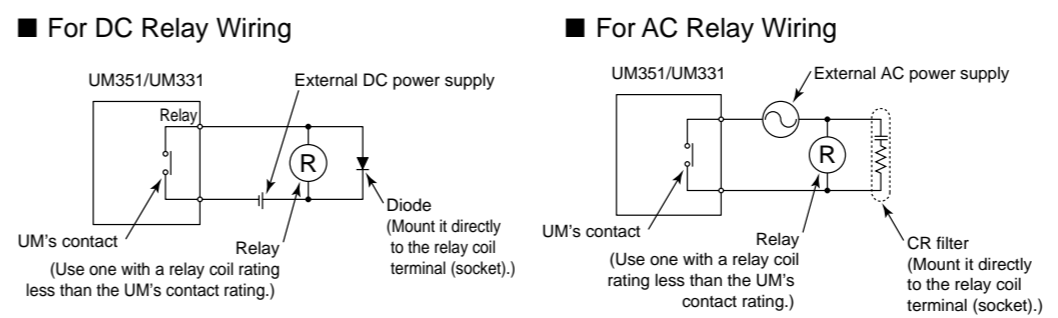 ■ For DC Relay Wiring
UM351/UM331
External DC power supply
Relay
R
UM's contact
Relay
(Use one with a relay coil rating
less than the UM's contact rating.)
Diode
(Mount it directly
to the relay coil
terminal (socket).)
■ For AC Relay Wiring
UM351/UM331
External AC power supply
R
UM's contact
Relay
(Use one with a relay coil
rating less than the UM's
contact rating.)
CR filter
(Mount it directly
to the relay coil
terminal (socket).)